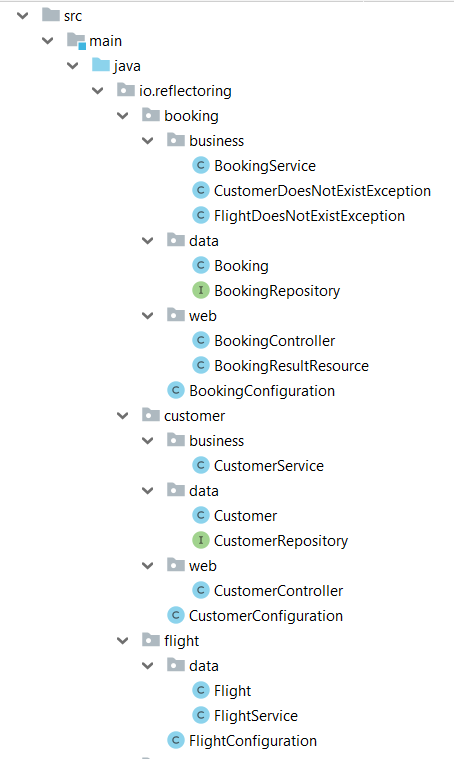 src
main
java
io.reflectoring
booking
business
C BookingService
C CustomerDoesNotExistException
C FlightDoesNotExistException
data
C Booking
I BookingRepository
web
C BookingController
C BookingResultResource
C BookingConfiguration
customer
business
C CustomerService
data
C Customer
I CustomerRepository
web
C CustomerController
C CustomerConfiguration
flight
data
C Flight
C FlightService
C FlightConfiguration